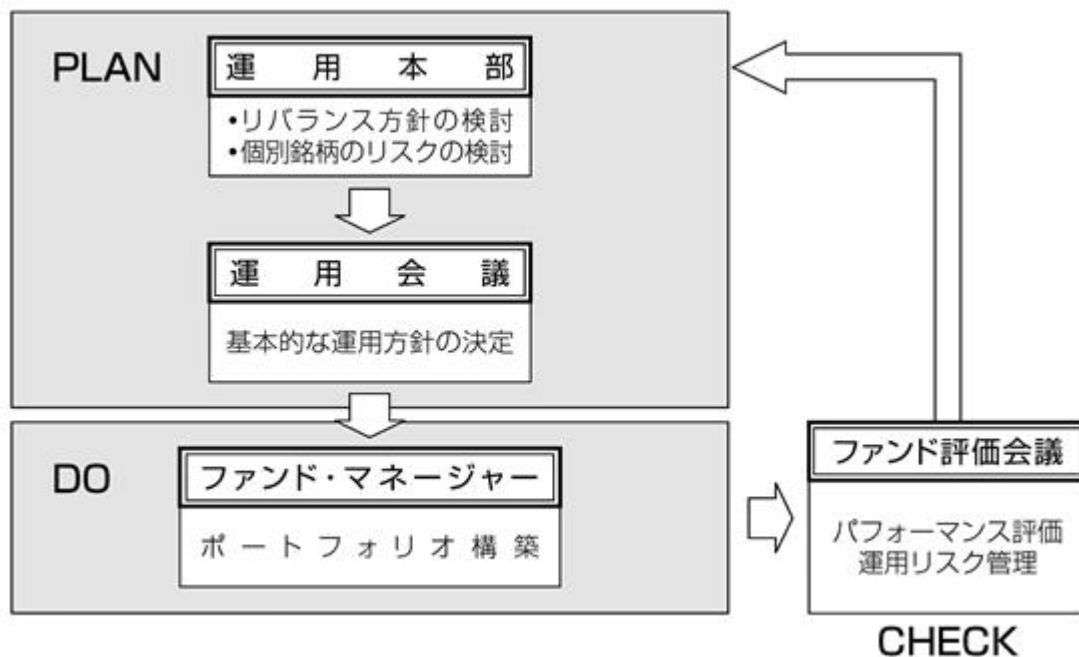 PLAN
運用本部
•リバランス方針の検討
•個別銘柄のリスクの検討
運用会議
基本的な運用方針の決定
DO
ファンド・マネージャー
ポートフォリオ構築
ファンド評価会議
パフォーマンス評価
運用リスク管理
CHECK